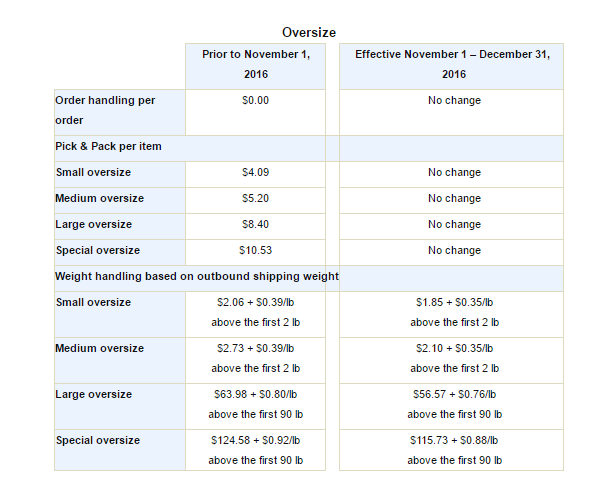 Oversize
Prior to November 1, Effective November 1 – December 31,
2016 2016
Order handling per $0.00 No change
order
Pick & Pack per item
Small oversize $4.09 No change
Medium oversize $5.20 No change
Large oversize $8.40 No change
Special oversize $10.53 No change
Weight handling based on outbound shipping weight
Small oversize $2.06 + $0.39/lb $1.85 + $0.35/lb
above the first 2 lb above the first 2 lb
Medium oversize $2.73 + $0.39/lb $2.10 + $0.35/lb
above the first 2 lb above the first 2 lb
Large oversize $63.98 + $0.80/lb $56.57 + $0.76/lb
above the first 90 lb above the first 90 lb
Special oversize $124.58 + $0.92/lb $115.73 + $0.88/lb
above the first 90 lb above the first 90 lb